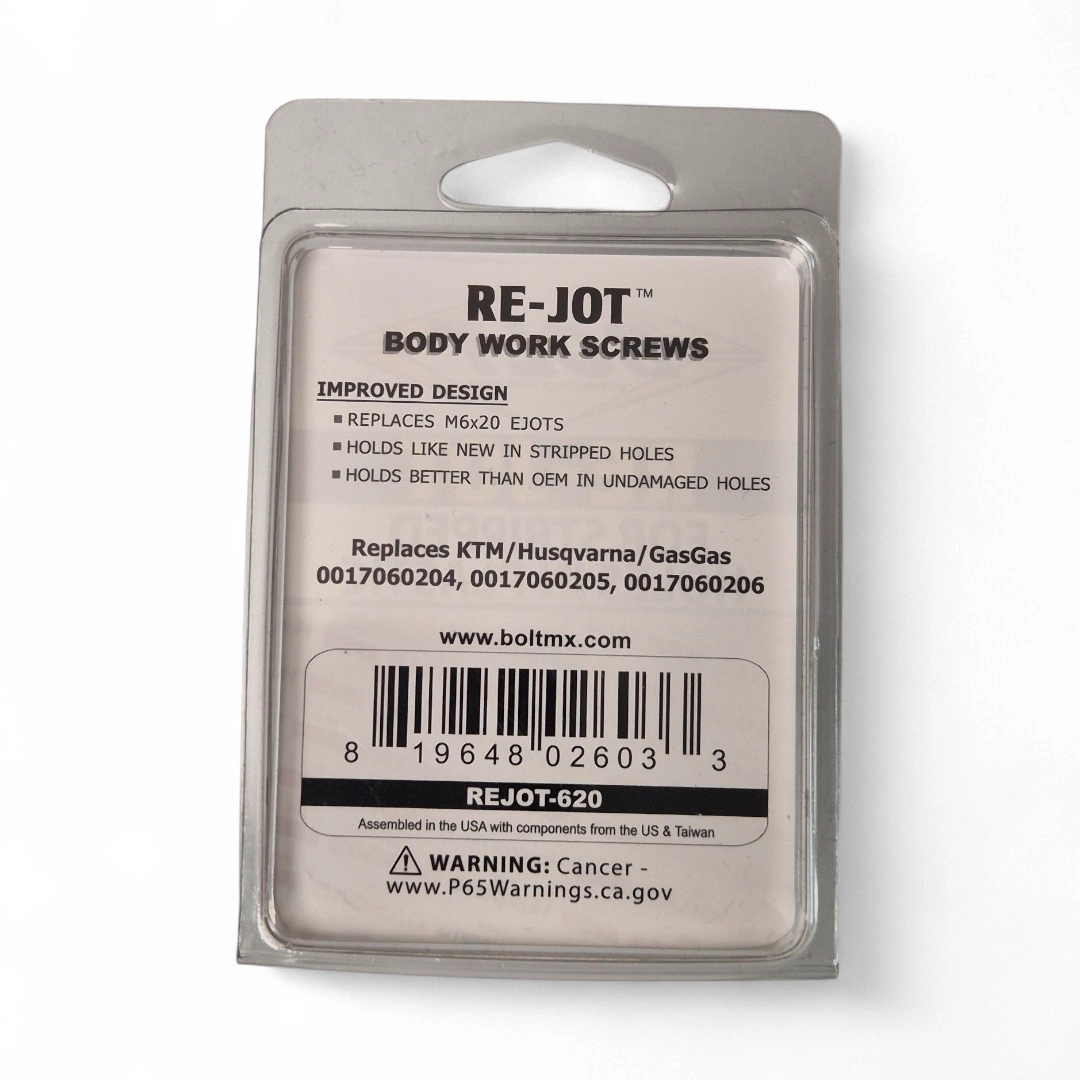 RE-JOT™
BODY WORK SCREWS
IMPROVED DESIGN
▪ REPLACES M6x20 EJOTS
▪ HOLDS LIKE NEW IN STRIPPED HOLES
▪ HOLDS BETTER THAN OEM IN UNDAMAGED HOLES
Replaces KTM/Husqvarna/GasGas
0017060204, 0017060205, 0017060206
www.boltmx.com
8 19648 02603 3
REJOT-620
Assembled in the USA with components from the US & Taiwan
⚠ WARNING: Cancer -
www.P65Warnings.ca.gov